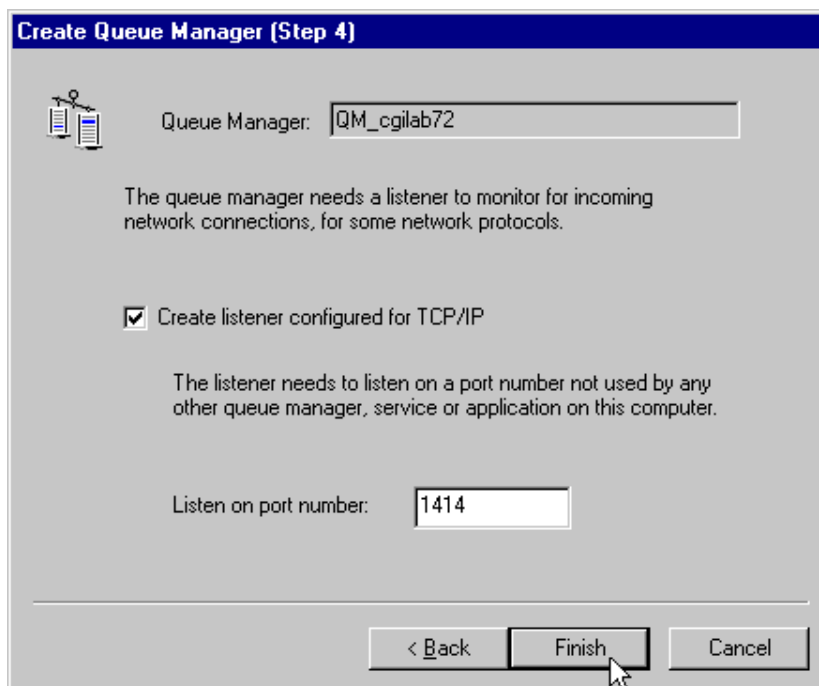 Create Queue Manager (Step 4)
Queue Manager: QM_cgilab72
The queue manager needs a listener to monitor for incoming
network connections, for some network protocols.
Create listener configured for TCP/IP
The listener needs to listen on a port number not used by any
other queue manager, service or application on this computer.
Listen on port number: 1414
< Back Finish Cancel